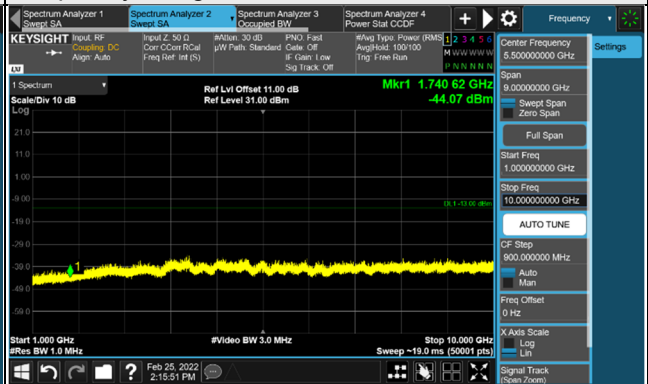 Spectrum Analyzer 1
Swept SA
Spectrum Analyzer 2
Swept SA
Spectrum Analyzer 3
Occupied BW
Spectrum Analyzer 4
Power Stat CCDF
+
Frequency
KEYSIGHT
Input: RF
Coupling: DC
Align: Auto
Input Z: 50 Ω
Corr CCorr RCal
Freq Ref: Int (S)
#Atten: 30 dB
µW Path: Standard
PNO: Fast
Gate: Off
IF Gain: Low
Sig Track: Off
#Avg Type: Power (RMS
Avg|Hold: 100/100
Trig: Free Run
1 2 3 4 5 6
M W W W W W
P N N N N N
LXI
1 Spectrum
Scale/Div 10 dB
Ref Lvl Offset 11.00 dB
Ref Level 31.00 dBm
Mkr1 1.740 62 GHz
-44.07 dBm
Log
21.0
11.0
1.00
-9.00
DL1 -13.00 dBm
-19.0
-29.0
-39.0
1
-49.0
-59.0
Start 1.000 GHz
#Video BW 3.0 MHz
Stop 10.000 GHz
#Res BW 1.0 MHz
Sweep ~19.0 ms (50001 pts)
Feb 25, 2022
2:15:51 PM
?
Center Frequency
5.500000000 GHz
Settings
Span
9.00000000 GHz
Swept Span
Zero Span
Full Span
Start Freq
1.000000000 GHz
Stop Freq
10.000000000 GHz
AUTO TUNE
CF Step
900.000000 MHz
Auto
Man
Freq Offset
0 Hz
X Axis Scale
Log
Lin
Signal Track
(Span Zoom)